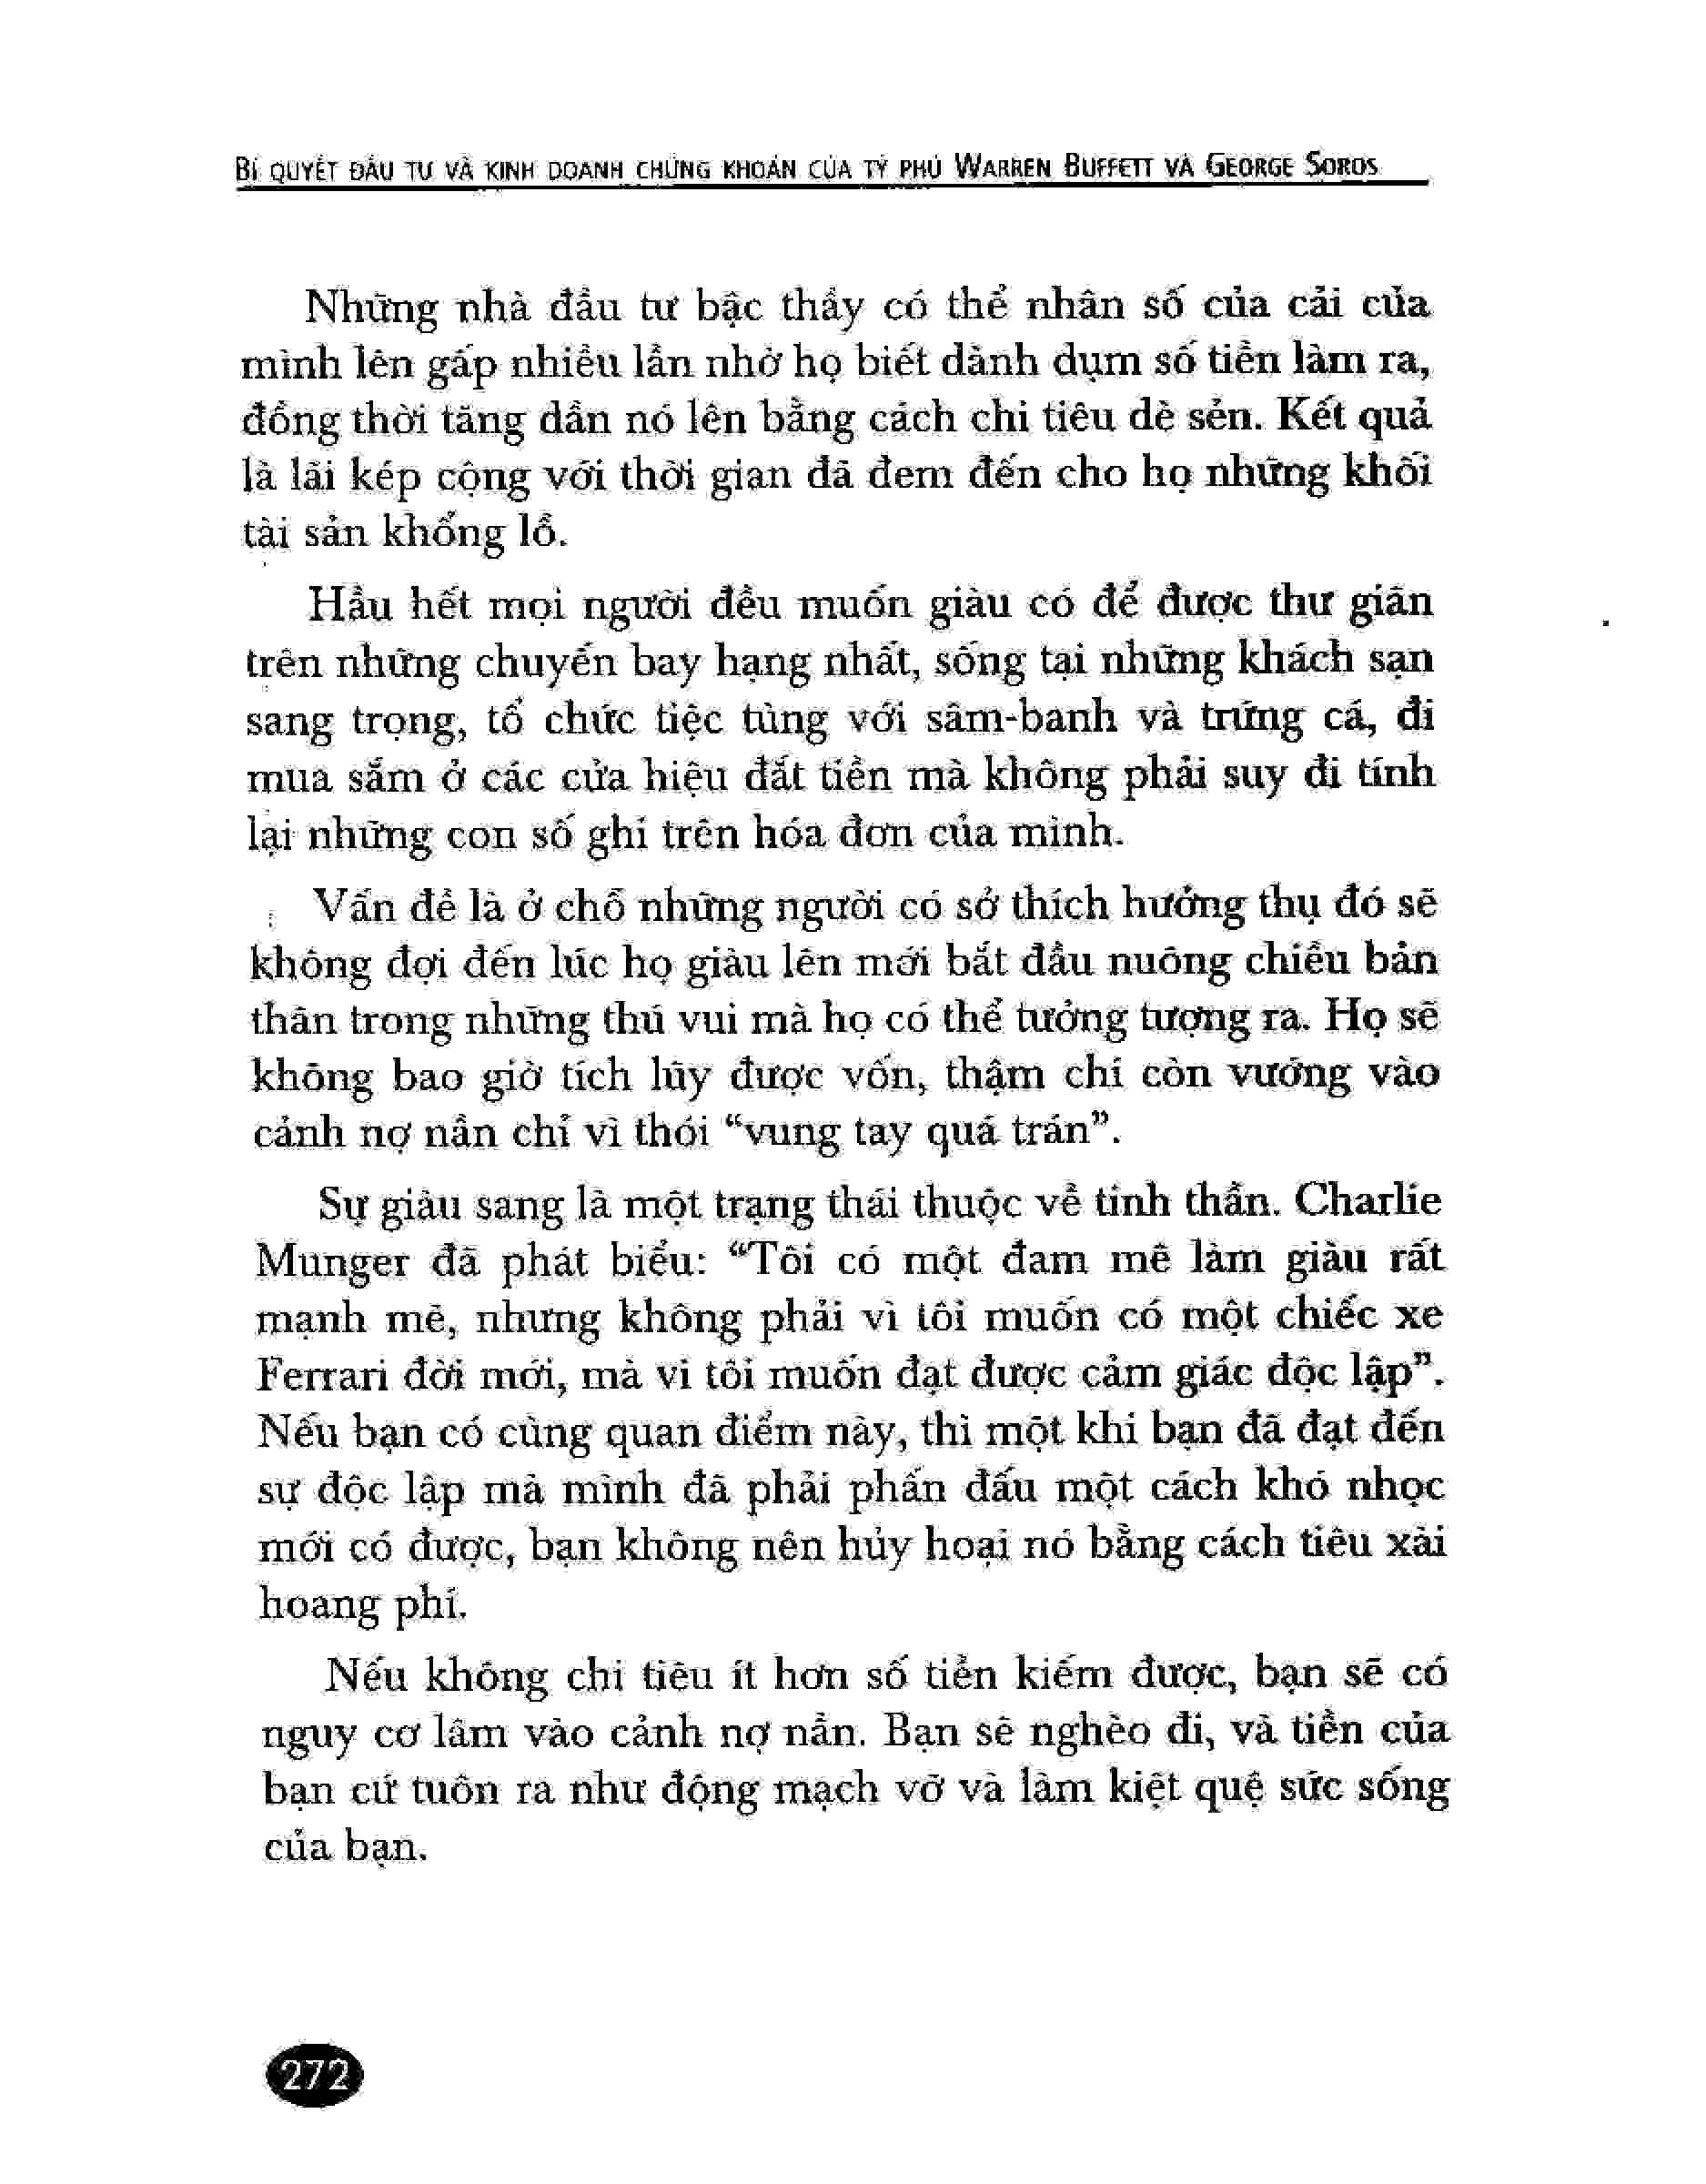 BÍ QUYẾT ĐẦU TƯ VÀ KINH DOANH CHỨNG KHOÁN CỦA TỶ PHÚ WARREN BUFFETT VÀ GEORGE SOROS
Những nhà đầu tư bậc thầy có thể nhân số của cải của
mình lên gấp nhiều lần nhờ họ biết dành dụm số tiền làm ra,
đồng thời tăng dần nó lên bằng cách chi tiêu dè sẻn. Kết quả
là lãi kép cộng với thời gian đã đem đến cho họ những khối
tài sản khổng lồ.
Hầu hết mọi người đều muốn giàu có để được thư giãn
trên những chuyến bay hạng nhất, sống tại những khách sạn
sang trọng, tổ chức tiệc tùng với sâm-banh và trứng cá, đi
mua sắm ở các cửa hiệu đắt tiền mà không phải suy đi tính
lại những con số ghi trên hóa đơn của mình.
Vấn đề là ở chỗ những người có sở thích hưởng thụ đó sẽ
không đợi đến lúc họ giàu lên mới bắt đầu nuông chiều bản
thân trong những thú vui mà họ có thể tưởng tượng ra. Họ sẽ
không bao giờ tích lũy được vốn, thậm chí còn vướng vào
cảnh nợ nần chỉ vì thói “vung tay quá trán”.
Sự giàu sang là một trạng thái thuộc về tinh thần. Charlie
Munger đã phát biểu: “Tôi có một đam mê làm giàu rất
mạnh mẽ, nhưng không phải vì tôi muốn có một chiếc xe
Ferrari đời mới, mà vì tôi muốn đạt được cảm giác độc lập”.
Nếu bạn có cùng quan điểm này, thì một khi bạn đã đạt đến
sự độc lập mà mình đã phải phấn đấu một cách khó nhọc
mới có được, bạn không nên hủy hoại nó bằng cách tiêu xài
hoang phí.
Nếu không chi tiêu ít hơn số tiền kiếm được, bạn sẽ có
nguy cơ lâm vào cảnh nợ nần. Bạn sẽ nghèo đi, và tiền của
bạn cứ tuôn ra như động mạch vỡ và làm kiệt quệ sức sống
của bạn.
272